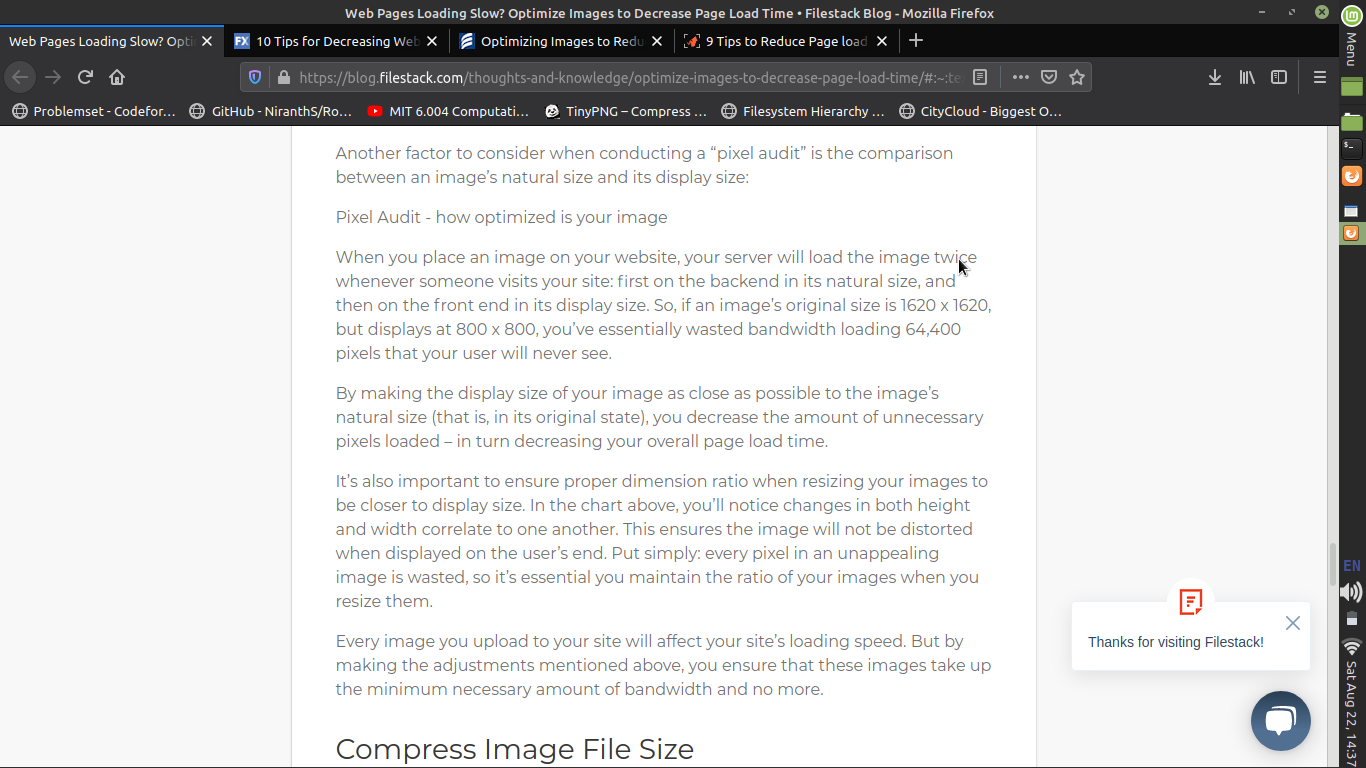 Web Pages Loading Slow? Optimize Images to Decrease Page Load Time • Filestack Blog - Mozilla Firefox
Web Pages Loading Slow? Opti
10 Tips for Decreasing Web
Optimizing Images to Redu
9 Tips to Reduce Page load
https://blog.filestack.com/thoughts-and-knowledge/optimize-images-to-decrease-page-load-time/#:~:te
Problemset - Codefor...
GitHub - NiranthS/Ro...
MIT 6.004 Computati...
TinyPNG – Compress ...
Filesystem Hierarchy ...
CityCloud - Biggest O...
Another factor to consider when conducting a “pixel audit” is the comparison
between an image’s natural size and its display size:
Pixel Audit - how optimized is your image
When you place an image on your website, your server will load the image twice
whenever someone visits your site: first on the backend in its natural size, and
then on the front end in its display size. So, if an image’s original size is 1620 x 1620,
but displays at 800 x 800, you’ve essentially wasted bandwidth loading 64,400
pixels that your user will never see.
By making the display size of your image as close as possible to the image’s
natural size (that is, in its original state), you decrease the amount of unnecessary
pixels loaded – in turn decreasing your overall page load time.
It’s also important to ensure proper dimension ratio when resizing your images to
be closer to display size. In the chart above, you’ll notice changes in both height
and width correlate to one another. This ensures the image will not be distorted
when displayed on the user’s end. Put simply: every pixel in an unappealing
image is wasted, so it’s essential you maintain the ratio of your images when you
resize them.
Every image you upload to your site will affect your site’s loading speed. But by
making the adjustments mentioned above, you ensure that these images take up
the minimum necessary amount of bandwidth and no more.
Compress Image File Size
Thanks for visiting Filestack!
Menu
EN
Sat Aug 22, 14:37